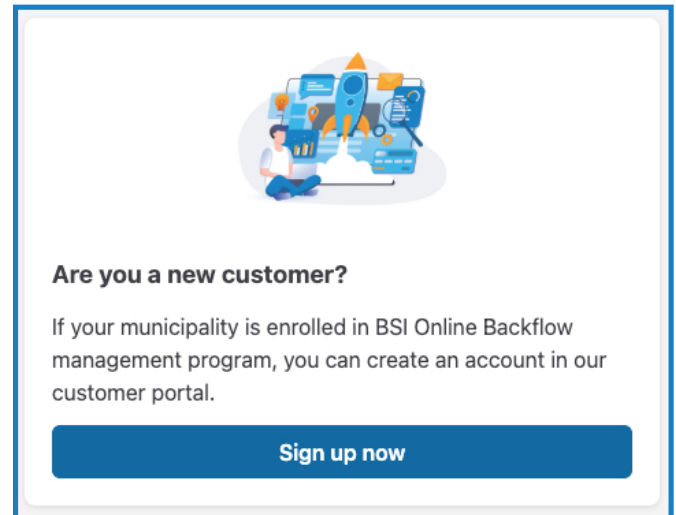 Are you a new customer?
If your municipality is enrolled in BSI Online Backflow
management program, you can create an account in our
customer portal.
Sign up now